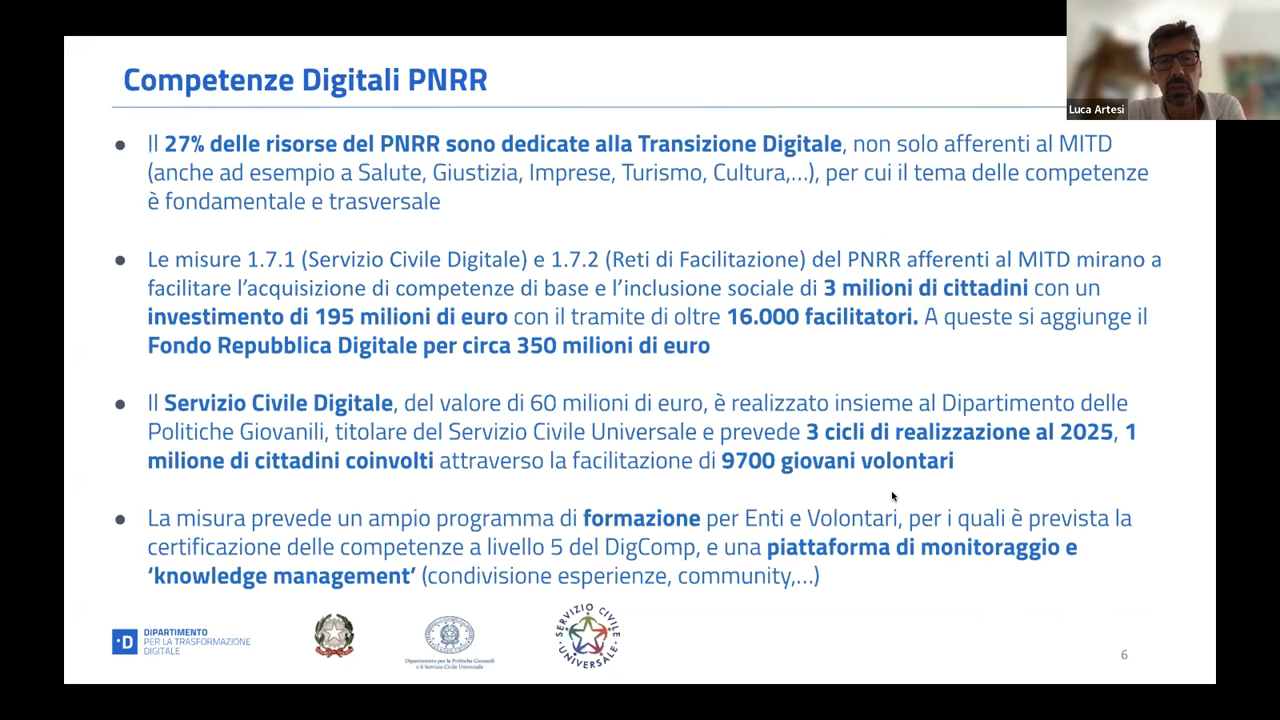 Competenze Digitali PNRR
Luca Artesi
● Il 27% delle risorse del PNRR sono dedicate alla Transizione Digitale, non solo afferenti al MITD
(anche ad esempio a Salute, Giustizia, Imprese, Turismo, Cultura,...), per cui il tema delle competenze
è fondamentale e trasversale
● Le misure 1.7.1 (Servizio Civile Digitale) e 1.7.2 (Reti di Facilitazione) del PNRR afferenti al MITD mirano a
facilitare l’acquisizione di competenze di base e l’inclusione sociale di 3 milioni di cittadini con un
investimento di 195 milioni di euro con il tramite di oltre 16.000 facilitatori. A queste si aggiunge il
Fondo Repubblica Digitale per circa 350 milioni di euro
● Il Servizio Civile Digitale, del valore di 60 milioni di euro, è realizzato insieme al Dipartimento delle
Politiche Giovanili, titolare del Servizio Civile Universale e prevede 3 cicli di realizzazione al 2025, 1
milione di cittadini coinvolti attraverso la facilitazione di 9700 giovani volontari
● La misura prevede un ampio programma di formazione per Enti e Volontari, per i quali è prevista la
certificazione delle competenze a livello 5 del DigComp, e una piattaforma di monitoraggio e
‘knowledge management’ (condivisione esperienze, community,...)
D
DIPARTIMENTO
PER LA TRASFORMAZIONE
DIGITALE
Dipartimento per le Politiche Giovanili
e il Servizio Civile Universale
SERVIZIO CIVILE
UNIVERSALE
6